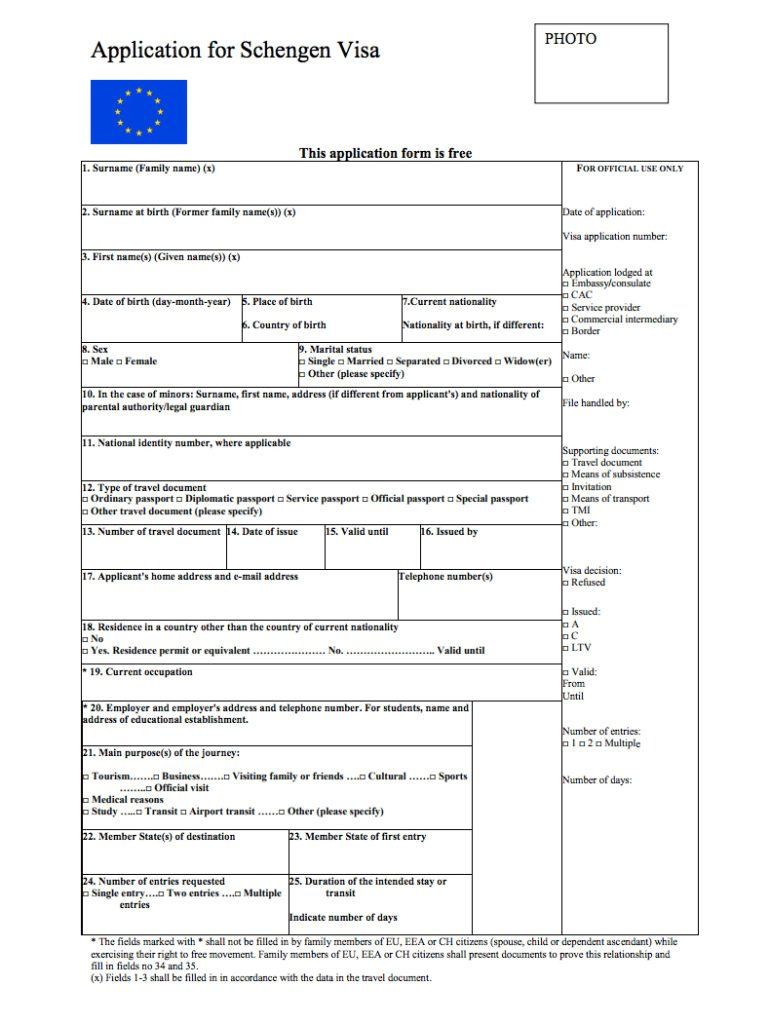 Application for Schengen Visa
PHOTO
This application form is free
1. Surname (Family name) (x)
2. Surname at birth (Former family name(s)) (x)
3. First name(s) (Given name(s)) (x)
4. Date of birth (day-month-year)
5. Place of birth
6. Country of birth
7.Current nationality
Nationality at birth, if different:
8. Sex
□ Male □ Female
9. Marital status
□ Single □ Married □ Separated □ Divorced □ Widow(er)
□ Other (please specify)
10. In the case of minors: Surname, first name, address (if different from applicant's) and nationality of
parental authority/legal guardian
11. National identity number, where applicable
12. Type of travel document
□ Ordinary passport □ Diplomatic passport □ Service passport □ Official passport □ Special passport
□ Other travel document (please specify)
13. Number of travel document
14. Date of issue
15. Valid until
16. Issued by
17. Applicant's home address and e-mail address
Telephone number(s)
18. Residence in a country other than the country of current nationality
□ No
□ Yes. Residence permit or equivalent ………………… No. …………………….. Valid until
* 19. Current occupation
* 20. Employer and employer's address and telephone number. For students, name and
address of educational establishment.
21. Main purpose(s) of the journey:
□ Tourism…….□ Business…….□ Visiting family or friends ….□ Cultural ……□ Sports
……..□ Official visit
□ Medical reasons
□ Study …..□ Transit □ Airport transit ……□ Other (please specify)
22. Member State(s) of destination
23. Member State of first entry
24. Number of entries requested
□ Single entry….□ Two entries ….□ Multiple
entries
25. Duration of the intended stay or
transit
Indicate number of days
FOR OFFICIAL USE ONLY
Date of application:
Visa application number:
Application lodged at
□ Embassy/consulate
□ CAC
□ Service provider
□ Commercial intermediary
□ Border
Name:
□ Other
File handled by:
Supporting documents:
□ Travel document
□ Means of subsistence
□ Invitation
□ Means of transport
□ TMI
□ Other:
Visa decision:
□ Refused
□ Issued:
□ A
□ C
□ LTV
□ Valid:
From
Until
Number of entries:
□ 1 □ 2 □ Multiple
Number of days:
* The fields marked with * shall not be filled in by family members of EU, EEA or CH citizens (spouse, child or dependent ascendant) while
exercising their right to free movement. Family members of EU, EEA or CH citizens shall present documents to prove this relationship and
fill in fields no 34 and 35.
(x) Fields 1-3 shall be filled in in accordance with the data in the travel document.